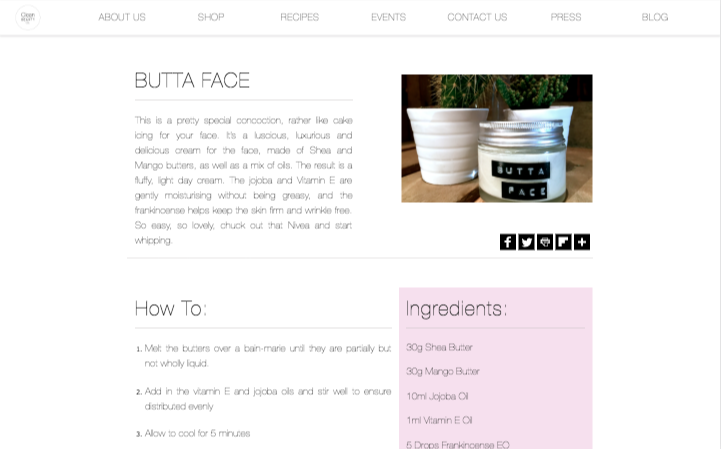 ABOUT US
SHOP
RECIPES
EVENTS
CONTACT US
PRESS
BLOG
BUTTA FACE
This is a pretty special concoction, rather like cake
icing for your face. It's a luscious, luxurious and
delicious cream for the face, made of Shea and
Mango butters, as well as a mix of oils. The result is a
fluffy, light day cream. The jojoba and Vitamin E are
gently moisturising without being greasy, and the
frankincense helps keep the skin firm and wrinkle free.
So easy, so lovely, chuck out that Nivea and start
whipping.
BUTTA
FACE
How To:
1. Melt the butters over a bain-marie until they are partially but
not wholly liquid.
2. Add in the vitamin E and jojoba oils and stir well to ensure
distributed evenly
3. Allow to cool for 5 minutes
Ingredients:
30g Shea Butter
30g Mango Butter
10ml Jojoba Oil
1ml Vitamin E Oil
5 Drops Frankincense EO